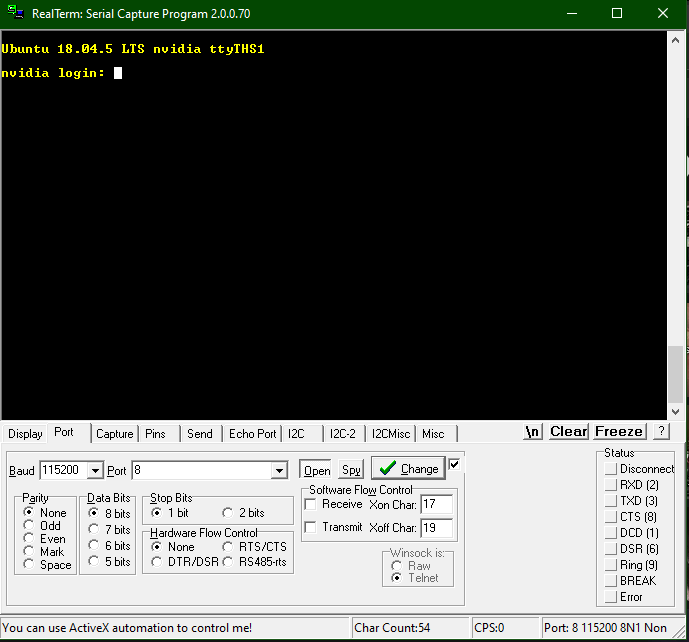 RealTerm: Serial Capture Program 2.0.0.70
Ubuntu 18.04.5 LTS nvidia ttyTHS1
nvidia login:
Display Port Capture Pins Send Echo Port I2C I2C-2 I2CMisc Misc \n Clear Freeze ?
Baud 115200 Port 8 Open Spy Change
Parity
None
Odd
Even
Mark
Space
Data Bits
8 bits
7 bits
6 bits
5 bits
Stop Bits
1 bit 2 bits
Hardware Flow Control
None RTS/CTS
DTR/DSR RS485-rts
Software Flow Control
Receive Xon Char: 17
Transmit Xoff Char: 19
Winsock is:
Raw
Telnet
Status
Disconnect
RXD (2)
TXD (3)
CTS (8)
DCD (1)
DSR (6)
Ring (9)
BREAK
Error
You can use ActiveX automation to control me! Char Count:54 CPS:0 Port: 8 115200 8N1 Non